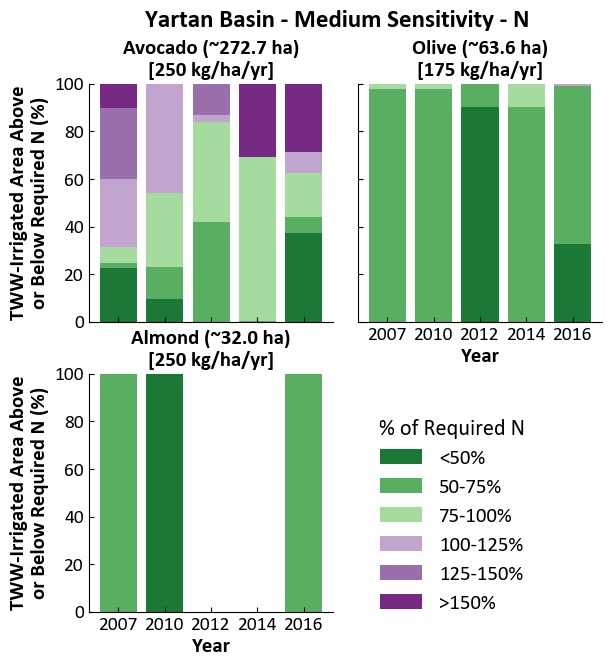 Yartan Basin - Medium Sensitivity - N
Avocado (~272.7 ha)
[250 kg/ha/yr]
Olive (~63.6 ha)
[175 kg/ha/yr]
TWW-Irrigated Area Above
or Below Required N (%)
100
80
60
40
20
0
2007 2010 2012 2014 2016
Year
Almond (~32.0 ha)
[250 kg/ha/yr]
TWW-Irrigated Area Above
or Below Required N (%)
100
80
60
40
20
0
2007 2010 2012 2014 2016
Year
% of Required N
<50%
50-75%
75-100%
100-125%
125-150%
>150%